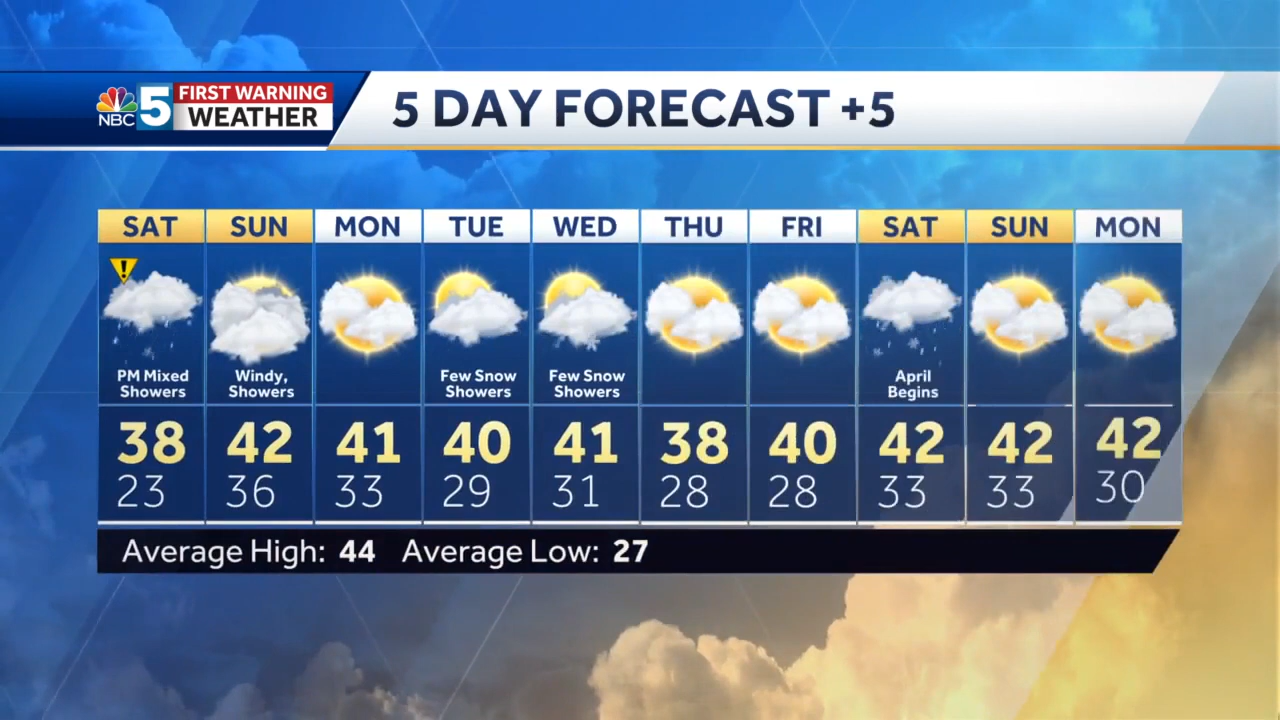 NBC 5 FIRST WARNING
WEATHER
5 DAY FORECAST +5
SAT SUN MON TUE WED THU FRI SAT SUN MON
!
PM Mixed Windy, Few Snow Few Snow April
Showers Showers Showers Showers Begins
38 42 41 40 41 38 40 42 42 42
23 36 33 29 31 28 28 33 33 30
Average High: 44 Average Low: 27